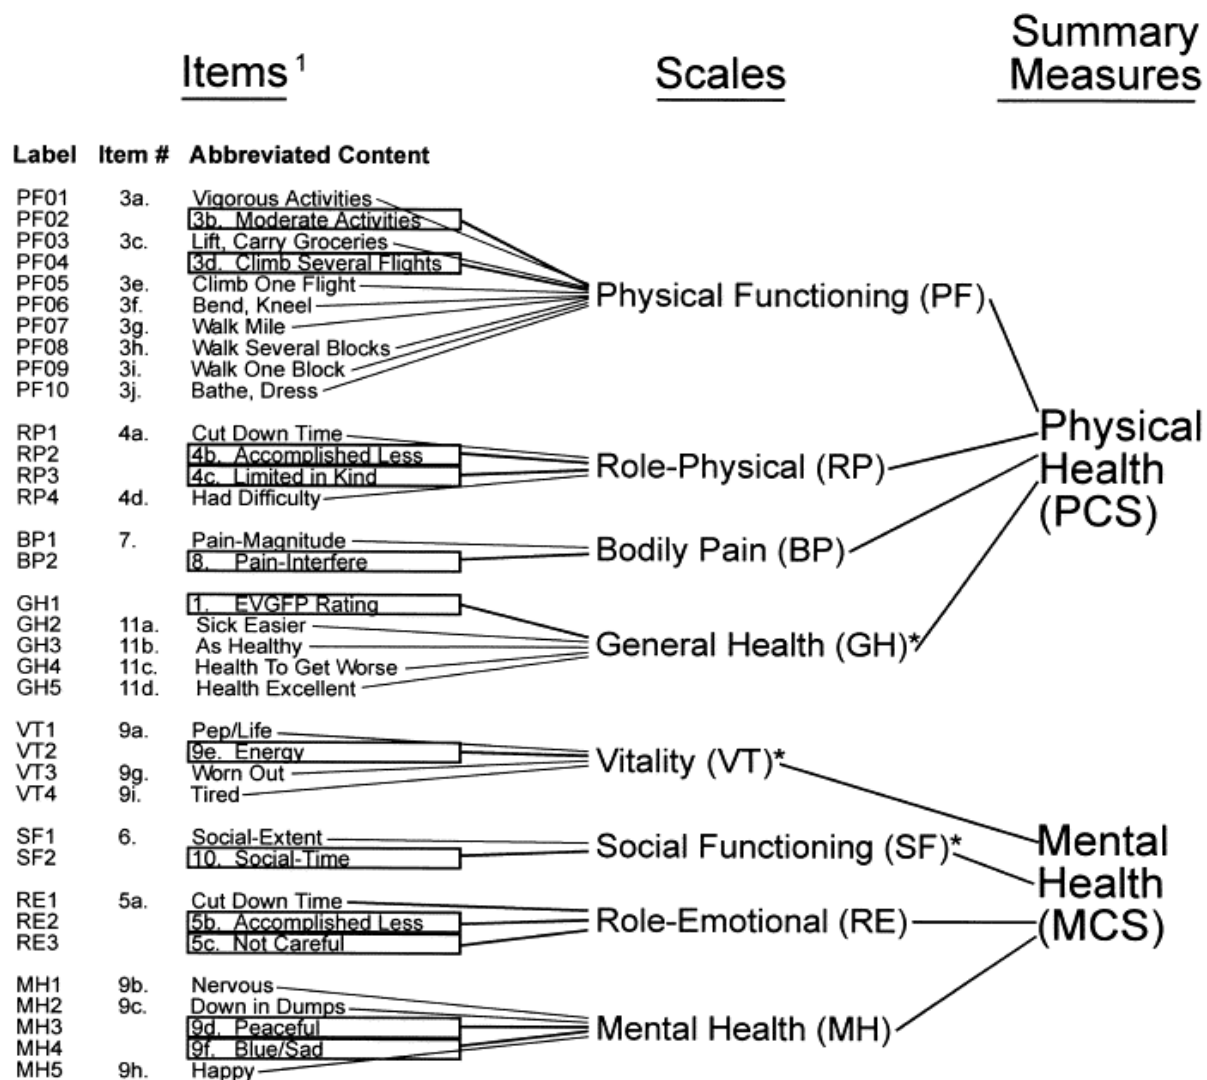 Summary
Items 1 Scales Measures
Label Item # Abbreviated Content
PF01 3a. Vigorous Activities
PF02 3b. Moderate Activities
PF03 3c. Lift, Carry Groceries
PF04 3d. Climb Several Flights
PF05 3e. Climb One Flight
Physical Functioning (PF)
PF06 3f. Bend, Kneel
PF07 3g. Walk Mile
PF08 3h. Walk Several Blocks
PF09 3i. Walk One Block
PF10 3j. Bathe, Dress
RP1 4a. Cut Down Time
RP2 4b. Accomplished Less
Role-Physical (RP)
RP3 4c. Limited in Kind
RP4 4d. Had Difficulty
Physical
Health
(PCS)
BP1 7. Pain-Magnitude
Bodily Pain (BP)
BP2 8. Pain-Interfere
GH1 1. EVGFP Rating
GH2 11a. Sick Easier
GH3 11b. As Healthy
General Health (GH)*
GH4 11c. Health To Get Worse
GH5 11d. Health Excellent
VT1 9a. Pep/Life
VT2 9e. Energy
Vitality (VT)*
VT3 9g. Worn Out
VT4 9i. Tired
SF1 6. Social-Extent
Social Functioning (SF)*
SF2 10. Social-Time
Mental
Health
(MCS)
RE1 5a. Cut Down Time
RE2 5b. Accomplished Less
Role-Emotional (RE)
RE3 5c. Not Careful
MH1 9b. Nervous
MH2 9c. Down in Dumps
MH3 9d. Peaceful
Mental Health (MH)
MH4 9f. Blue/Sad
MH5 9h. Happy